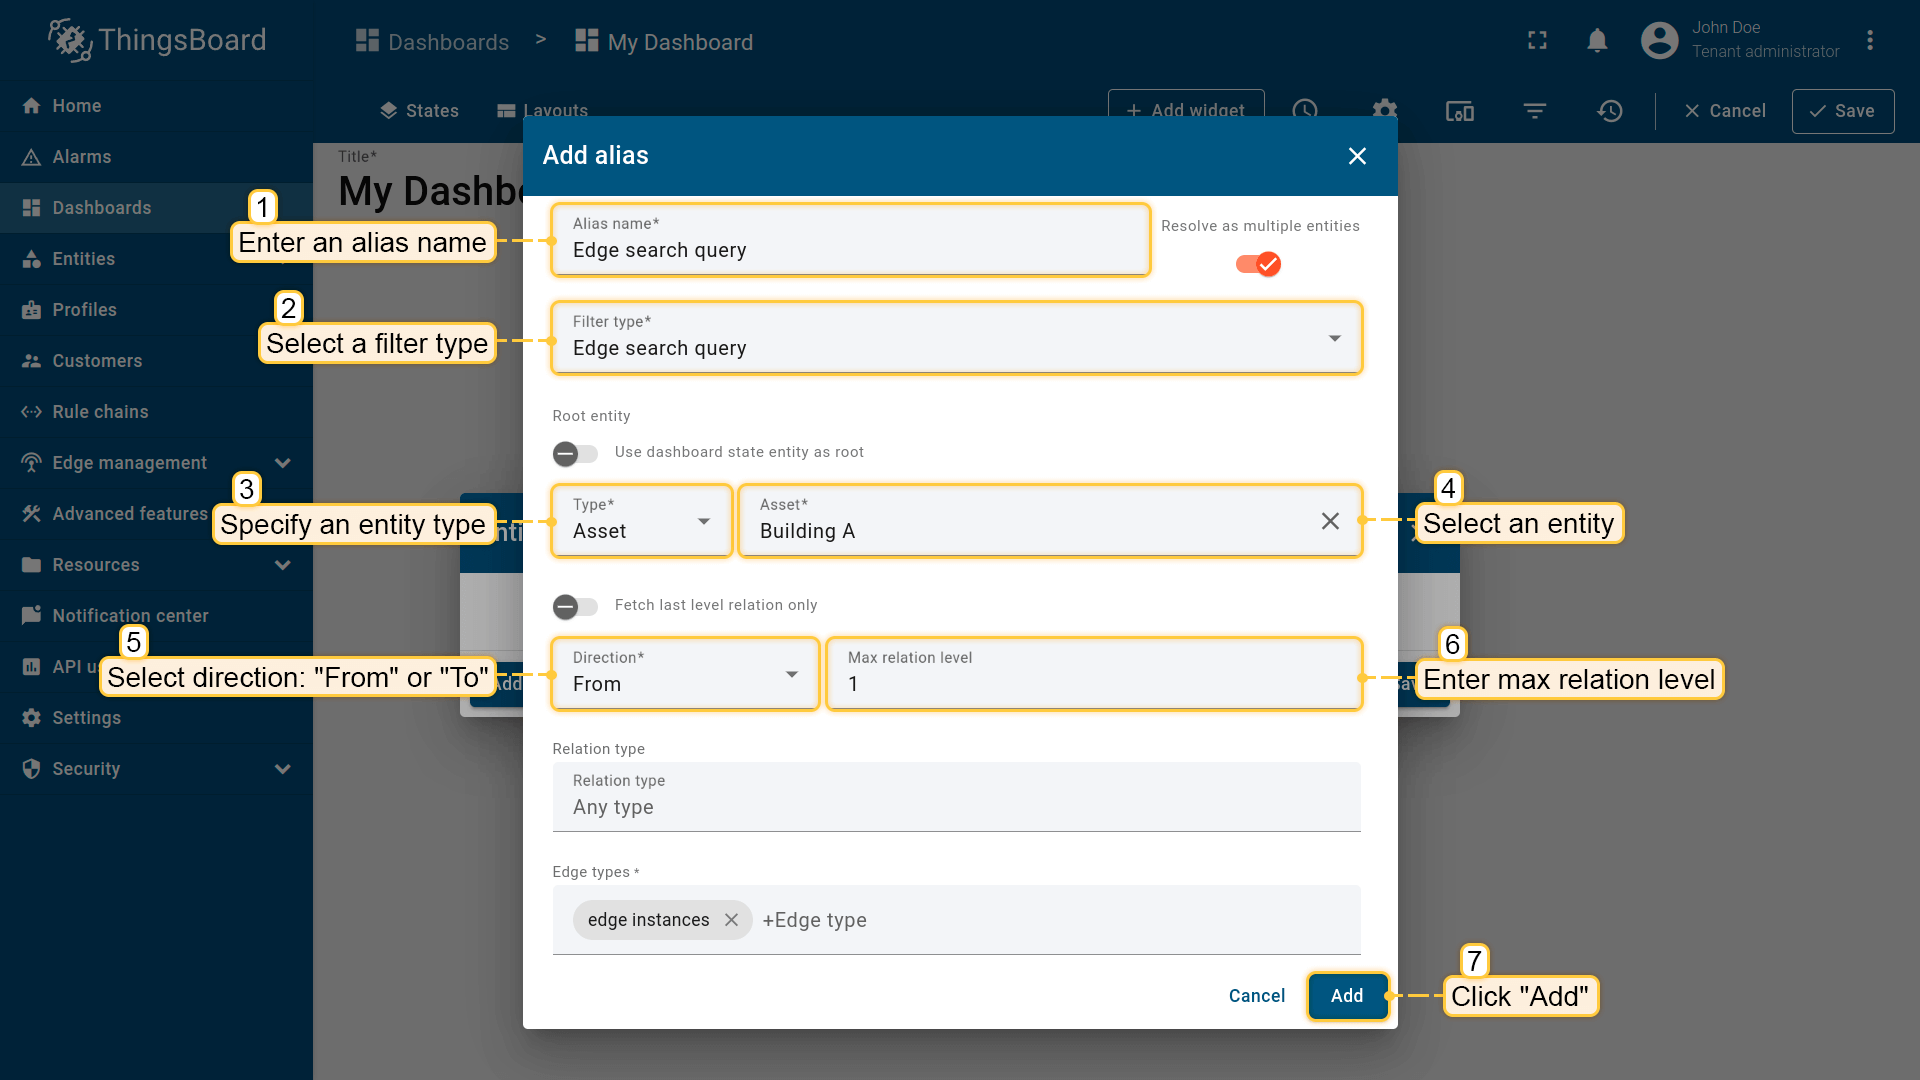 ThingsBoard
Dashboards > My Dashboard
John Doe
Tenant administrator
Home
Alarms
Dashboards
Entities
Profiles
Customers
Rule chains
Edge management
Advanced features
Resources
Notification center
API u
Settings
Security
States
Layouts
+ Add widget
Cancel
Save
Title*
My Dashb
Add alias
1
Enter an alias name
Alias name*
Edge search query
Resolve as multiple entities
2
Select a filter type
Filter type*
Edge search query
Root entity
Use dashboard state entity as root
3
Specify an entity type
Type*
Asset
Asset*
Building A
4
Select an entity
Fetch last level relation only
5
Select direction: "From" or "To"
Add
Direction*
From
Max relation level
1
6
Enter max relation level
Relation type
Relation type
Any type
Edge types *
edge instances
+Edge type
Cancel
Add
7
Click "Add"